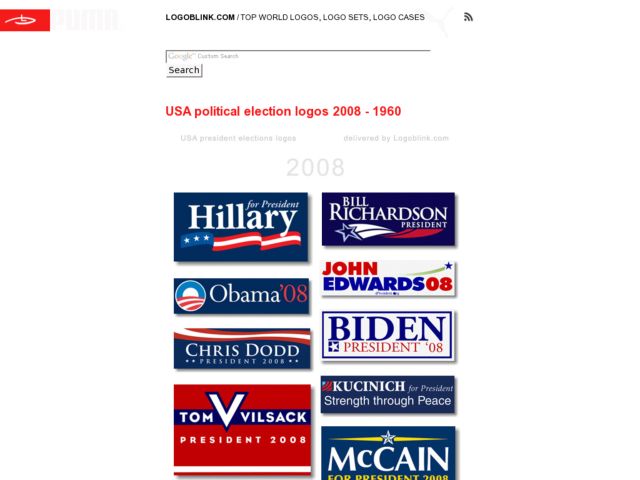 PUMA
LOGOBLINK.COM / TOP WORLD LOGOS, LOGO SETS, LOGO CASES
Google™ Custom Search
Search
USA political election logos 2008 - 1960
USA president elections logos
delivered by Logoblink.com
2008
for President
Hillary
Obama'08
CHRIS DODD
PRESIDENT 2008
TOM VILSACK
PRESIDENT 2008
BILL
RICHARDSON
PRESIDENT
JOHN
EDWARDS08
BIDEN
PRESIDENT '08
KUCINICH for President
Strength through Peace
McCAIN
FOR PRESIDENT 2008